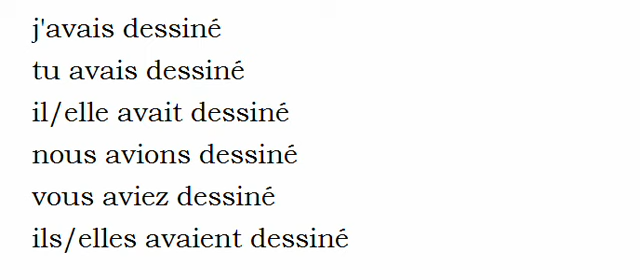 j'avais dessiné
tu avais dessiné
il/elle avait dessiné
nous avions dessiné
vous aviez dessiné
ils/elles avaient dessiné